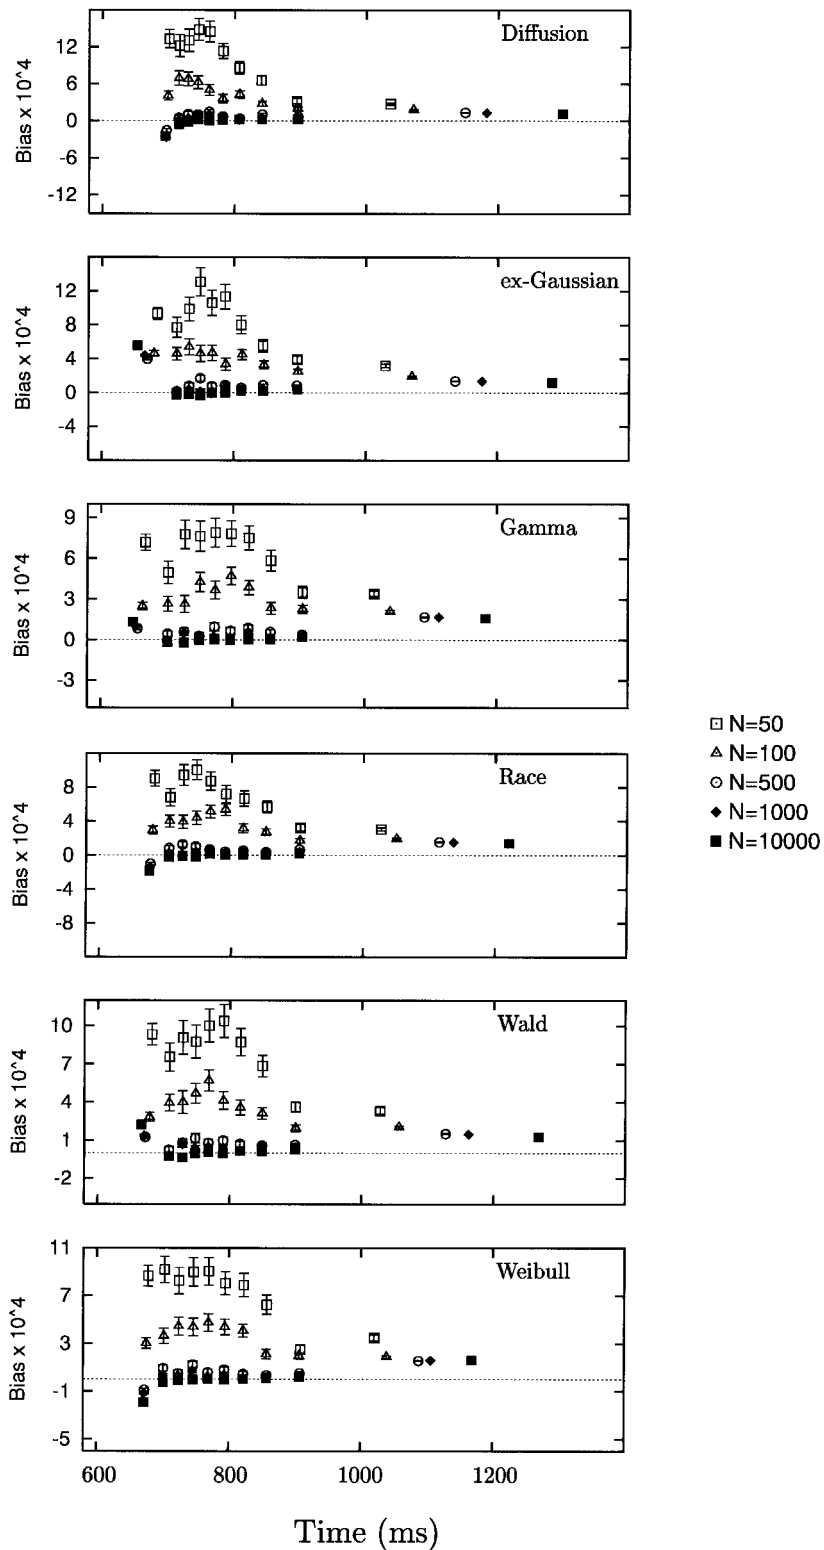 Diffusion
12
6
0
-6
-12
Bias x 10^4
ex-Gaussian
12
8
4
0
-4
Bias x 10^4
Gamma
9
6
3
0
-3
Bias x 10^4
Race
8
4
0
-4
-8
Bias x 10^4
Wald
10
7
4
1
-2
Bias x 10^4
Weibull
11
7
3
-1
-5
Bias x 10^4
600 800 1000 1200
Time (ms)
N=50
N=100
N=500
N=1000
N=10000